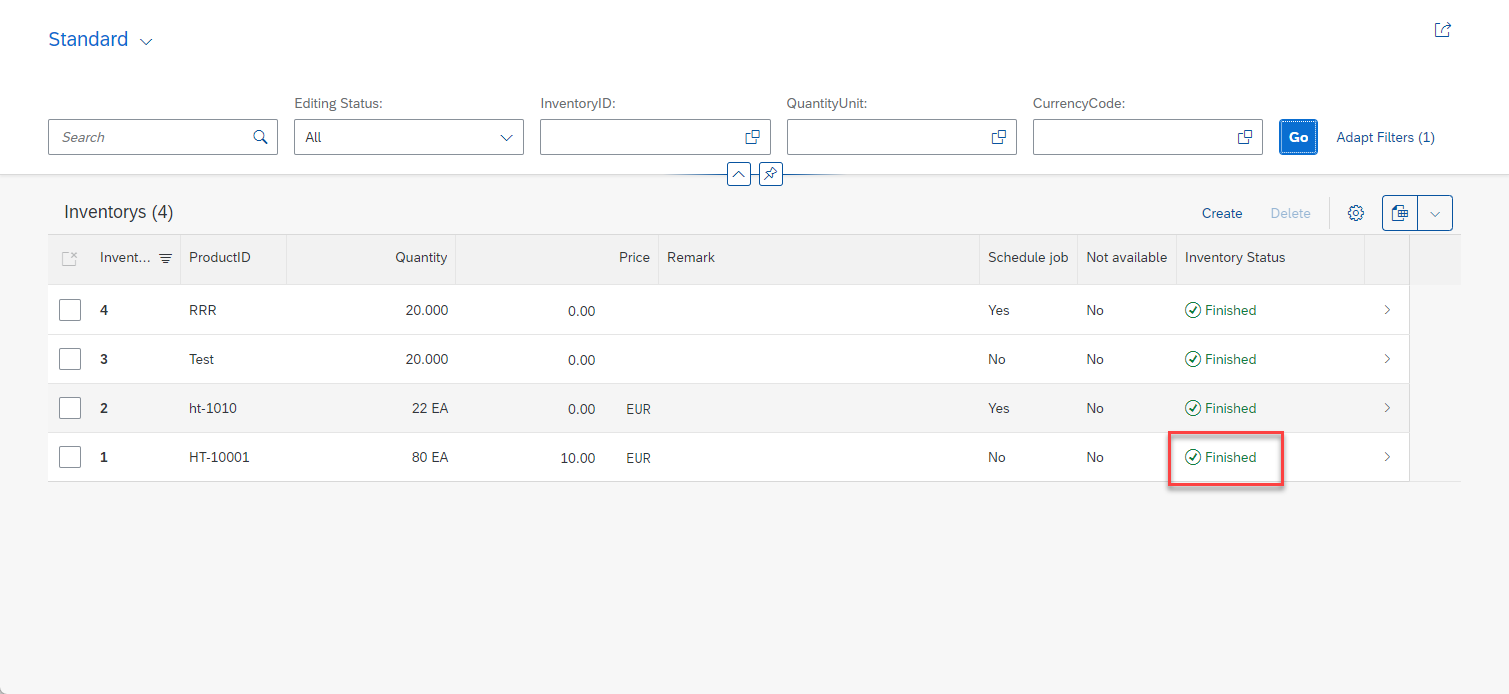 Standard
Editing Status: InventoryID: QuantityUnit: CurrencyCode:
Search All Go Adapt Filters (1)
Inventorys (4) Create Delete
Invent... ProductID Quantity Price Remark Schedule job Not available Inventory Status
4 RRR 20.000 0.00 Yes No Finished
3 Test 20.000 0.00 No No Finished
2 ht-1010 22 EA 0.00 EUR Yes No Finished
1 HT-10001 80 EA 10.00 EUR No No Finished